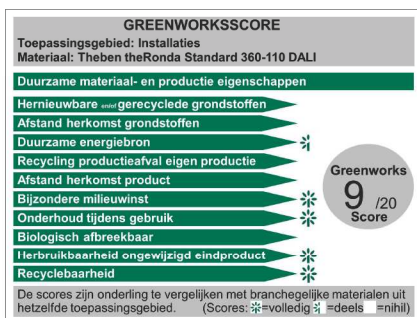 GREENWORKSSCORE
Toepassingsgebied: Installaties
Materiaal: Theben theRonda Standard 360-110 DALI
Duurzame materiaal- en productie eigenschappen
Hernieuwbare en/of gerecyclede grondstoffen
Afstand herkomst grondstoffen
Duurzame energiebron
Recycling productieafval eigen productie
Afstand herkomst product
Bijzondere milieuwinst
Onderhoud tijdens gebruik
Biologisch afbreekbaar
Herbruikbaarheid ongewijzigd eindproduct
Recyclebaarheid
Greenworks
9 /20
Score
De scores zijn onderling te vergelijken met branchegelijke materialen uit
hetzelfde toepassingsgebied. (Scores: =volledig =deels =nihil)